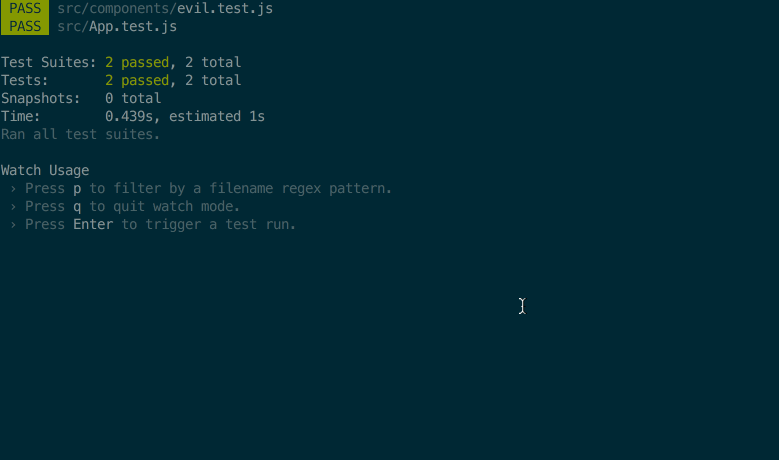 PASS src/components/evil.test.js
PASS src/App.test.js
Test Suites: 2 passed, 2 total
Tests: 2 passed, 2 total
Snapshots: 0 total
Time: 0.439s, estimated 1s
Ran all test suites.
Watch Usage
› Press p to filter by a filename regex pattern.
› Press q to quit watch mode.
› Press Enter to trigger a test run.